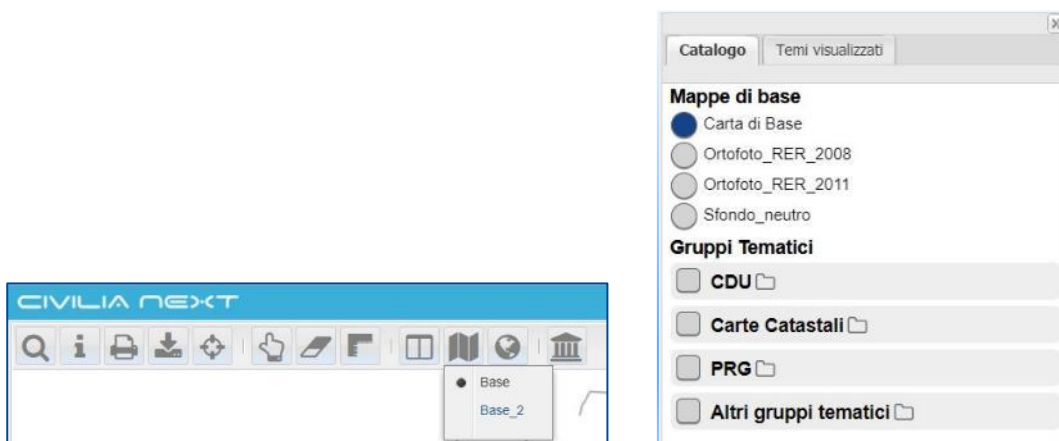 CIVILIA NEXT
Base
Base_2
Catalogo
Temi visualizzati
Mappe di base
Carta di Base
Ortofoto_RER_2008
Ortofoto_RER_2011
Sfondo_neutro
Gruppi Tematici
CDU
Carte Catastali
PRG
Altri gruppi tematici